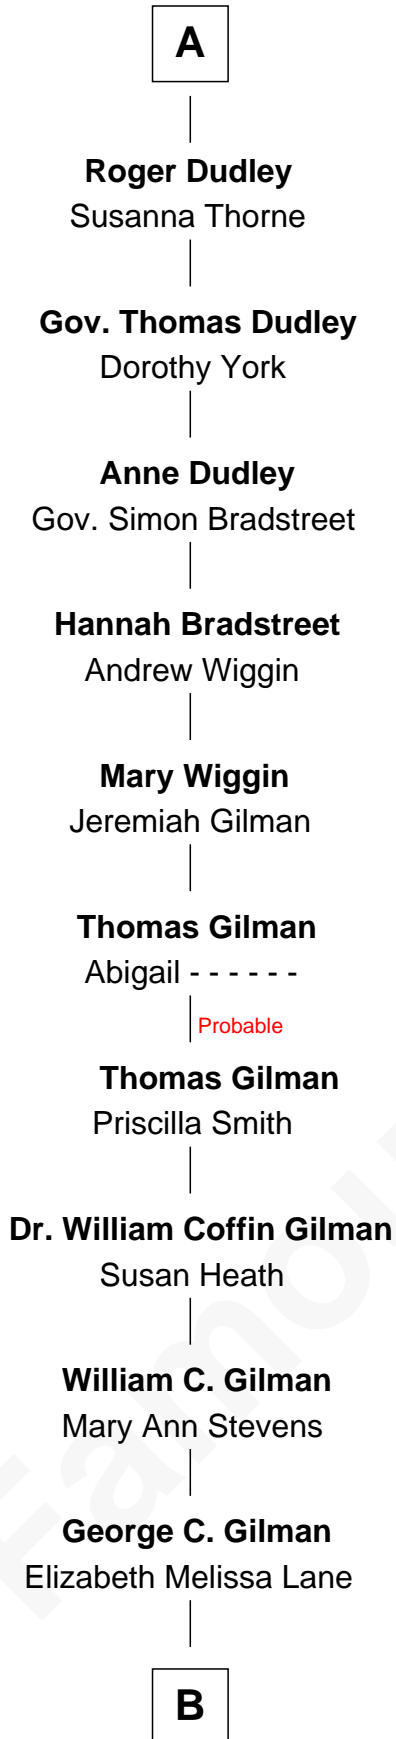 A
Roger Dudley
Susanna Thorne
Gov. Thomas Dudley
Dorothy York
Anne Dudley
Gov. Simon Bradstreet
Hannah Bradstreet
Andrew Wiggin
Mary Wiggin
Jeremiah Gilman
Thomas Gilman
Abigail - - - - - -
Probable
Thomas Gilman
Priscilla Smith
Dr. William Coffin Gilman
Susan Heath
William C. Gilman
Mary Ann Stevens
George C. Gilman
Elizabeth Melissa Lane
B